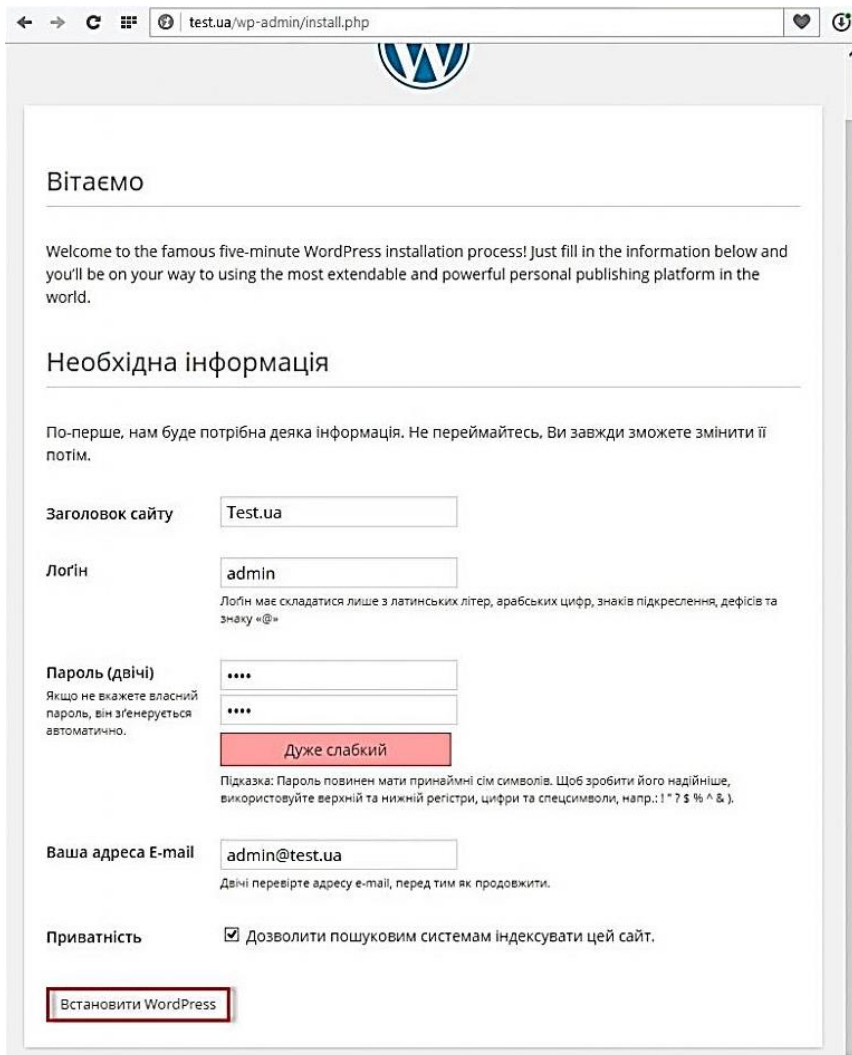 test.ua/wp-admin/install.php
Вітаємо
Welcome to the famous five-minute WordPress installation process! Just fill in the information below and
you'll be on your way to using the most extendable and powerful personal publishing platform in the
world.
Необхідна інформація
По-перше, нам буде потрібна деяка інформація. Не переймайтесь, Ви завжди зможете змінити її
потім.
Заголовок сайту
Test.ua
Лоґін
admin
Лоґін має складатися лише з латинських літер, арабських цифр, знаків підкреслення, дефісів та
знаку «@»
Пароль (двічі)
Якщо не вкажете власний
пароль, він зґенерується
автоматично.
••••
••••
Дуже слабкий
Підказка: Пароль повинен мати принаймні сім символів. Щоб зробити його надійніше,
використовуйте верхній та нижній регістри, цифри та спецсимволи, напр.: ! " ? $ % ^ & ).
Ваша адреса E-mail
admin@test.ua
Двічі перевірте адресу e-mail, перед тим як продовжити.
Приватність
Дозволити пошуковим системам індексувати цей сайт.
Встановити WordPress